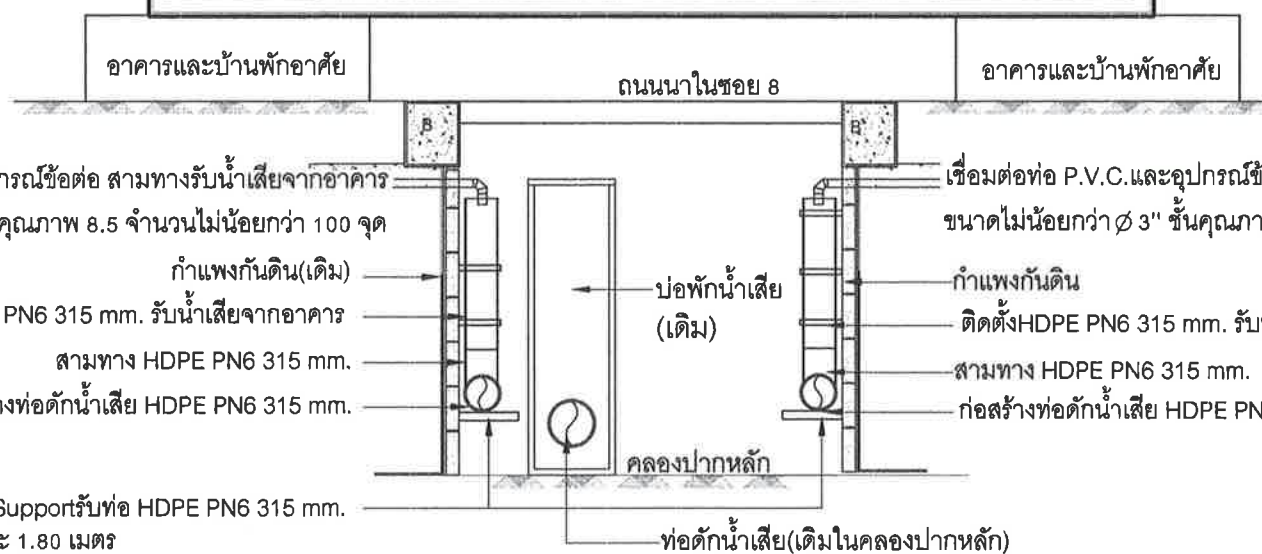 อาคารและบ้านพักอาศัย
ถนนนาในซอย 8
อาคารและบ้านพักอาศัย
B
B
กรณ์ข้อต่อ สามทางรับน้ำเสียจากอาคาร
คุณภาพ 8.5 จำนวนไม่น้อยกว่า 100 จุด
กำแพงกันดิน(เดิม)
PN6 315 mm. รับน้ำเสียจากอาคาร
สามทาง HDPE PN6 315 mm.
งท่อดักน้ำเสีย HDPE PN6 315 mm.
Supportรับท่อ HDPE PN6 315 mm.
ะ 1.80 เมตร
บ่อพักน้ำเสีย
(เดิม)
คลองปากหลัก
ท่อดักน้ำเสีย(เดิมในคลองปากหลัก)
เชื่อมต่อท่อ P.V.C.และอุปกรณ์ข้
ขนาดไม่น้อยกว่า Ø 3" ชั้นคุณภา
กำแพงกันดิน
ติดตั้งHDPE PN6 315 mm. รับ
สามทาง HDPE PN6 315 mm.
ก่อสร้างท่อดักน้ำเสีย HDPE PN